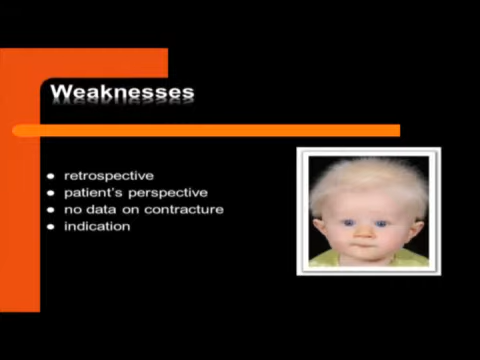 Weaknesses
retrospective
patient's perspective
no data on contracture
indication